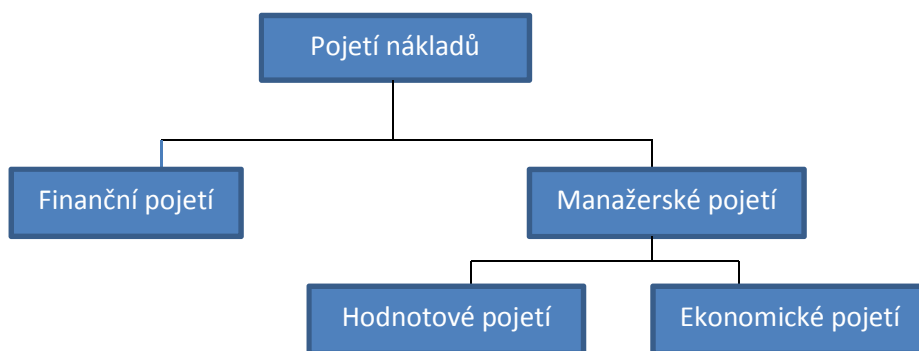 Pojetí nákladů
Finanční pojetí
Manažerské pojetí
Hodnotové pojetí
Ekonomické pojetí